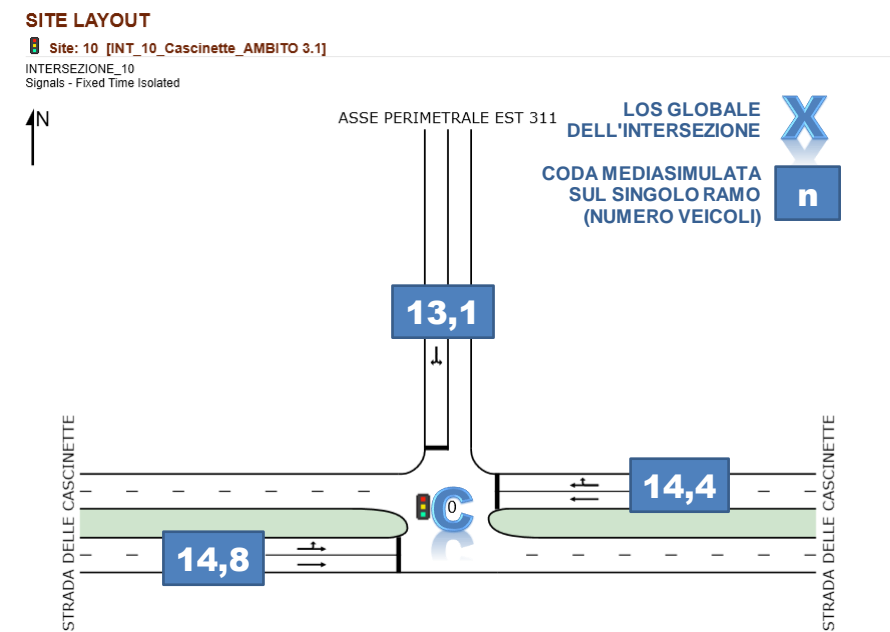 SITE LAYOUT
Site: 10 [INT_10_Cascinette_AMBITO 3.1]
INTERSEZIONE_10
Signals - Fixed Time Isolated
N
ASSE PERIMETRALE EST 311
LOS GLOBALE
DELL'INTERSEZIONE
X
CODA MEDIASIMULATA
SUL SINGOLO RAMO
(NUMERO VEICOLI)
n
13,1
STRADA DELLE CASCINETTE
STRADA DELLE CASCINETTE
14,4
C
0
14,8